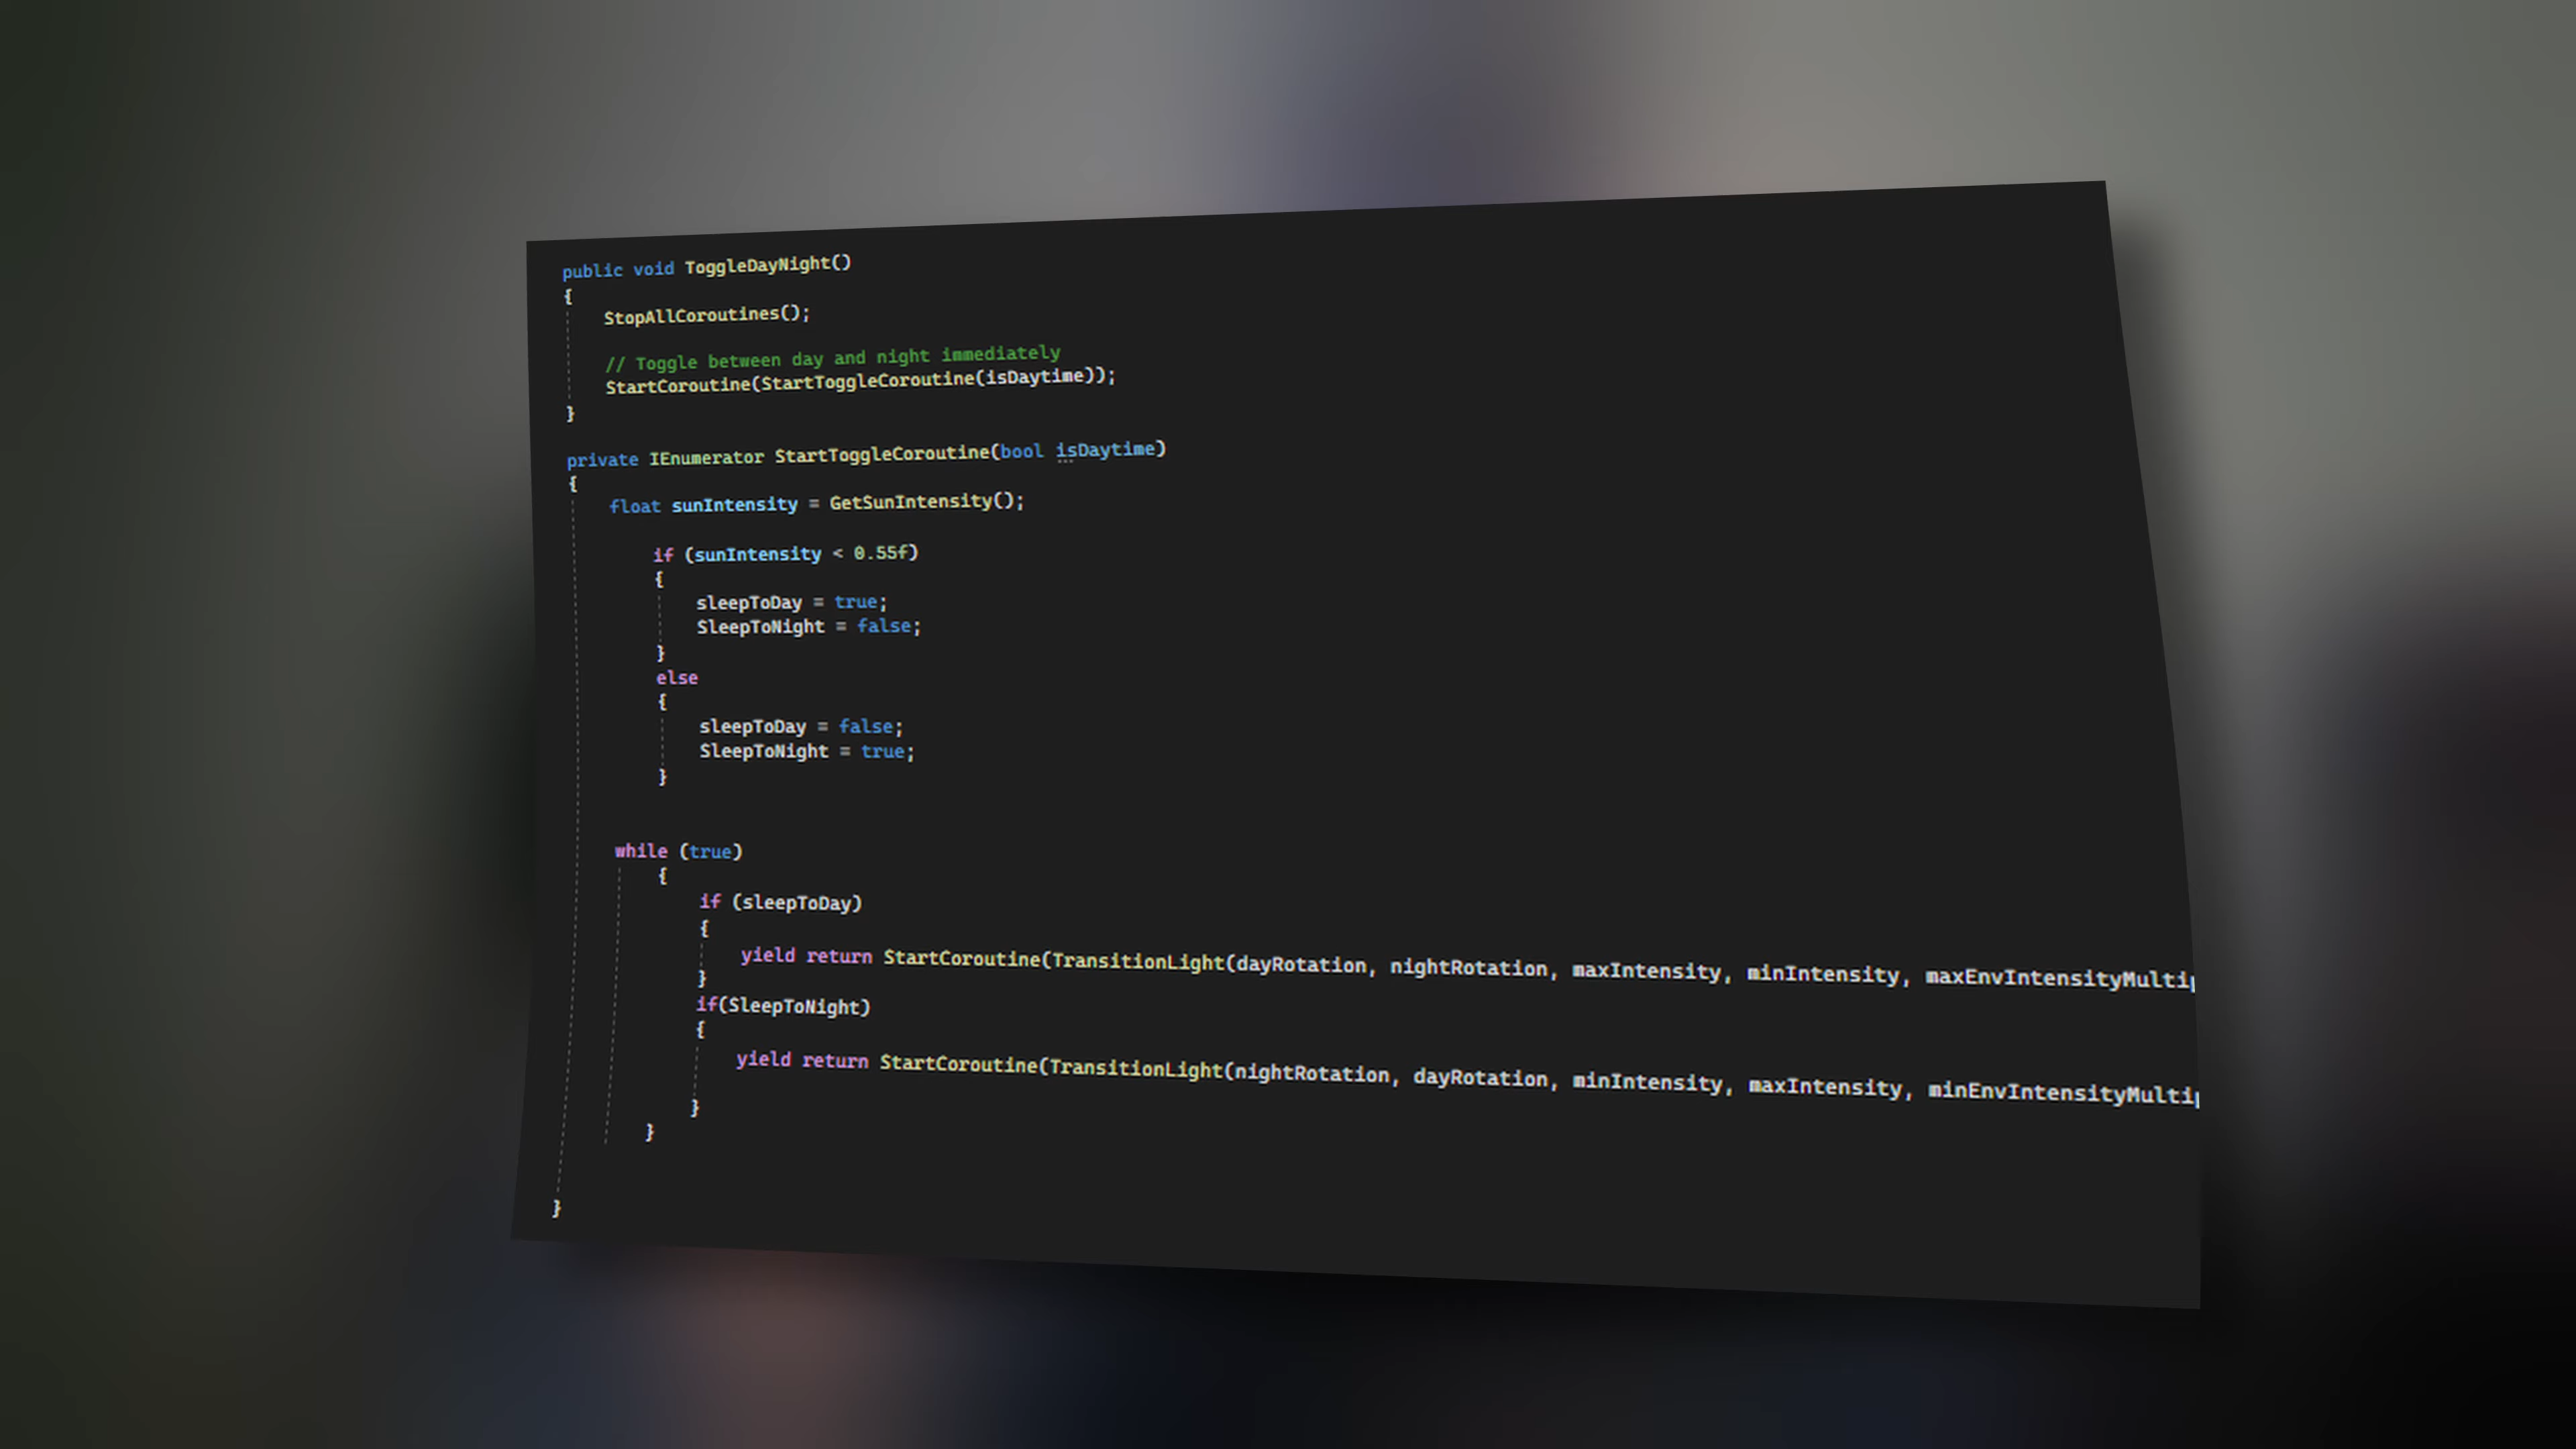 public void ToggleDayNight()
{
StopAllCoroutines();
// Toggle between day and night immediately
StartCoroutine(StartToggleCoroutine(isDaytime));
}
private IEnumerator StartToggleCoroutine(bool isDaytime)
{
float sunIntensity = GetSunIntensity();
if (sunIntensity < 0.55f)
{
sleepToDay = true;
SleepToNight = false;
}
else
{
sleepToDay = false;
SleepToNight = true;
}
while (true)
{
if (sleepToDay)
{
yield return StartCoroutine(TransitionLight(dayRotation, nightRotation, maxIntensity, minIntensity, maxEnvIntensityMultip
}
if(SleepToNight)
{
yield return StartCoroutine(TransitionLight(nightRotation, dayRotation, minIntensity, maxIntensity, minEnvIntensityMultip
}
}
}